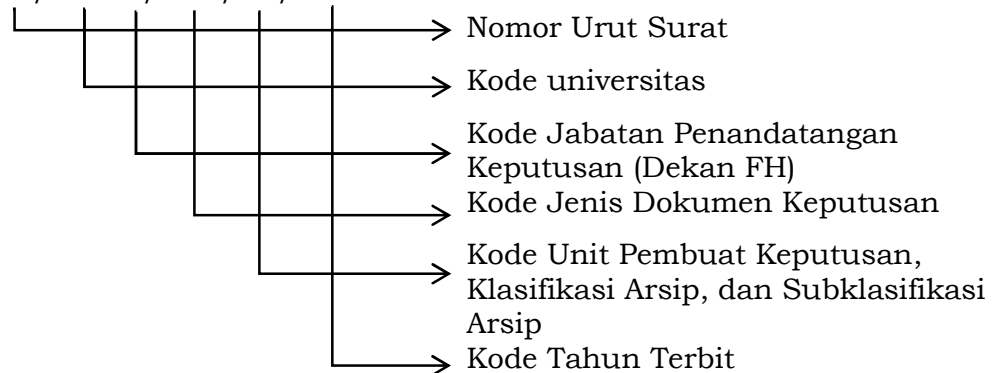 Nomor Urut Surat
Kode universitas
Kode Jabatan Penandatangan
Keputusan (Dekan FH)
Kode Jenis Dokumen Keputusan
Kode Unit Pembuat Keputusan,
Klasifikasi Arsip, dan Subklasifikasi
Arsip
Kode Tahun Terbit